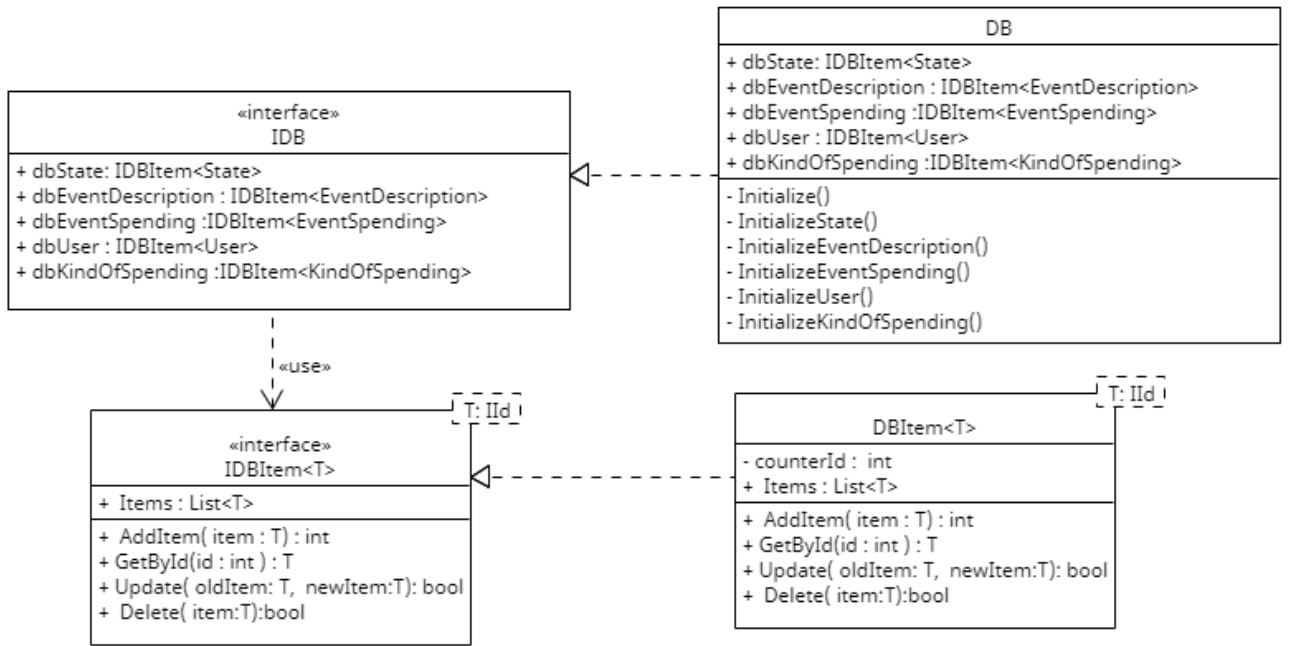 «interface»
IDB
+ dbState: IDBItem<State>
+ dbEventDescription : IDBItem<EventDescription>
+ dbEventSpending :IDBItem<EventSpending>
+ dbUser : IDBItem<User>
+ dbKindOfSpending :IDBItem<KindOfSpending>
DB
+ dbState: IDBItem<State>
+ dbEventDescription : IDBItem<EventDescription>
+ dbEventSpending :IDBItem<EventSpending>
+ dbUser : IDBItem<User>
+ dbKindOfSpending :IDBItem<KindOfSpending>
- Initialize()
- InitializeState()
- InitializeEventDescription()
- InitializeEventSpending()
- InitializeUser()
- InitializeKindOfSpending()
«use»
T: IId
«interface»
IDBItem<T>
+ Items : List<T>
+ AddItem( item : T) : int
+ GetById(id : int ) : T
+ Update( oldItem: T, newItem:T): bool
+ Delete( item:T):bool
T: IId
DBItem<T>
- counterId : int
+ Items : List<T>
+ AddItem( item : T) : int
+ GetById(id : int ) : T
+ Update( oldItem: T, newItem:T): bool
+ Delete( item:T):bool